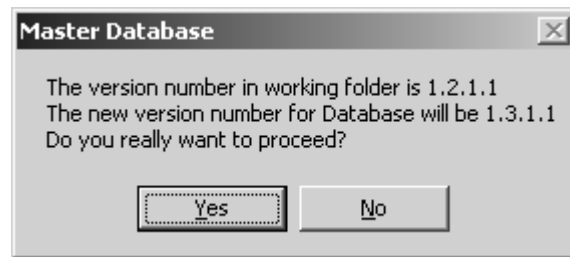 Master Database
The version number in working folder is 1.2.1.1
The new version number for Database will be 1.3.1.1
Do you really want to proceed?
Yes No